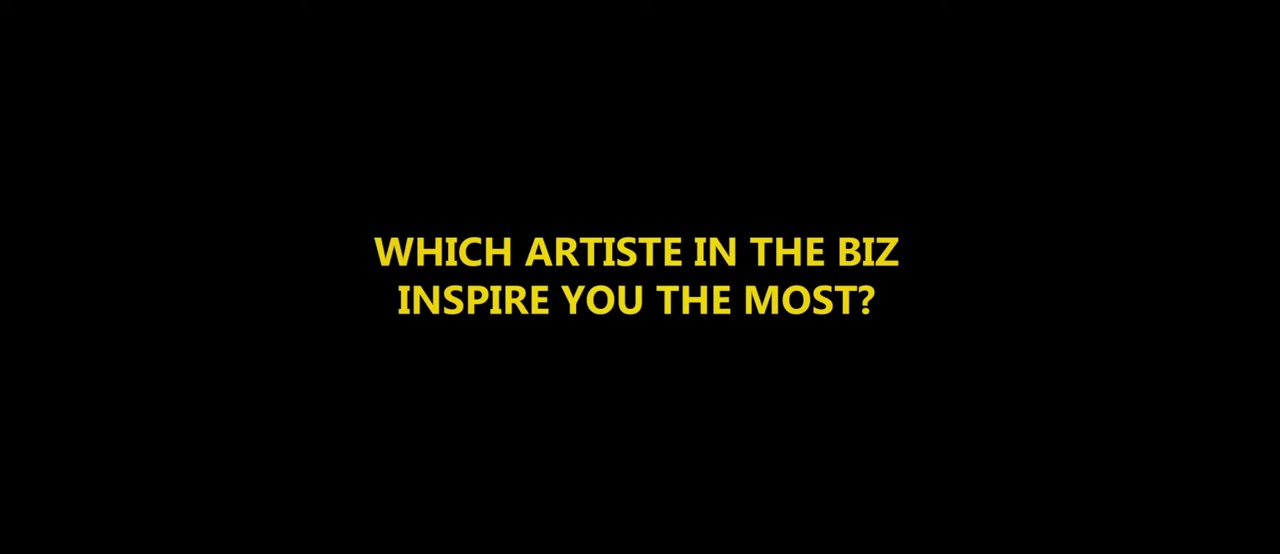 WHICH ARTISTE IN THE BIZ
INSPIRE YOU THE MOST?